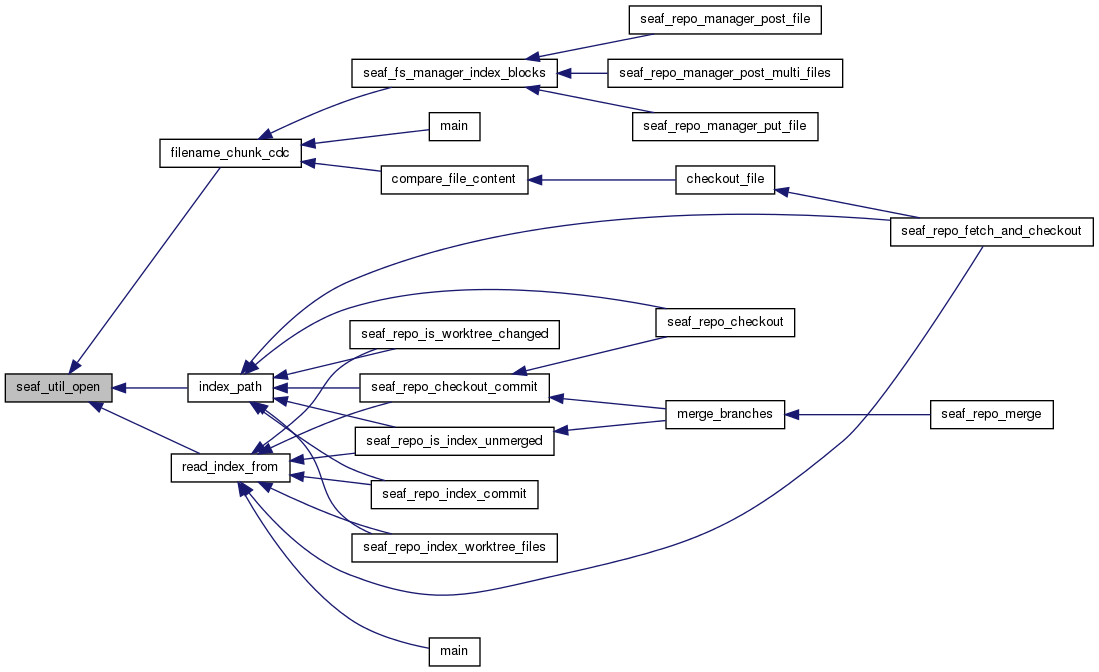 seaf_repo_manager_post_file
seaf_fs_manager_index_blocks
seaf_repo_manager_post_multi_files
main
seaf_repo_manager_put_file
filename_chunk_cdc
compare_file_content
checkout_file
seaf_repo_fetch_and_checkout
seaf_repo_checkout
seaf_repo_is_worktree_changed
seaf_util_open
index_path
seaf_repo_checkout_commit
merge_branches
seaf_repo_merge
seaf_repo_is_index_unmerged
read_index_from
seaf_repo_index_commit
seaf_repo_index_worktree_files
main